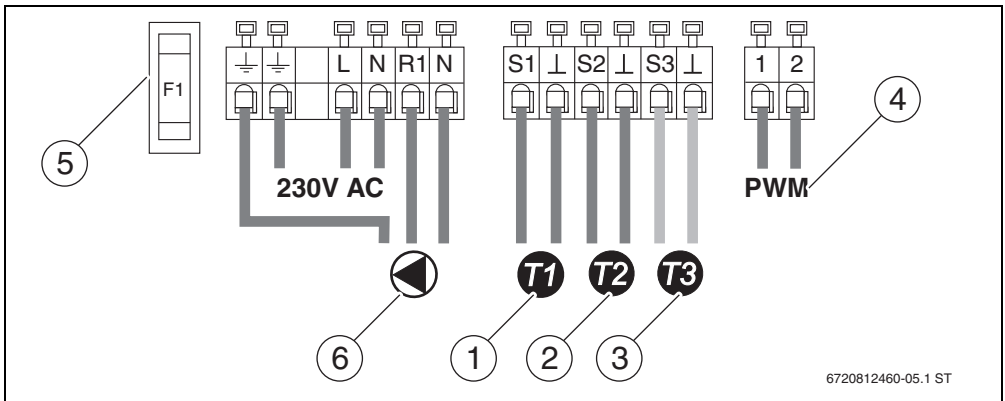 F1
⏚ ⏚ L N R1 N
S1 ⊥ S2 ⊥ S3 ⊥
1 2
4
5
230V AC
PWM
T1 T2 T3
6 1 2 3
6720812460-05.1 ST